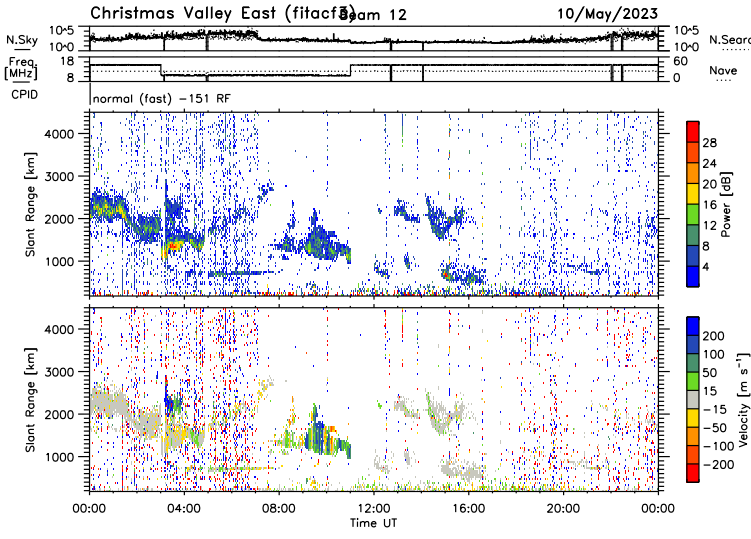 Christmas Valley East (fitacf3) Beam 12 10/May/2023
N.Sky 10^5 10^0 10^5 10^0 N.Search
Freq. [MHz] 18 8 60 0 Nave
CPID normal (fast) -151 RF
Slant Range [km] 4000 3000 2000 1000
Power [dB] 28 24 20 16 12 8 4
Slant Range [km] 4000 3000 2000 1000
Velocity [m s⁻¹] 200 100 50 15 -15 -50 -100 -200
00:00 04:00 08:00 12:00 16:00 20:00 00:00
Time UT